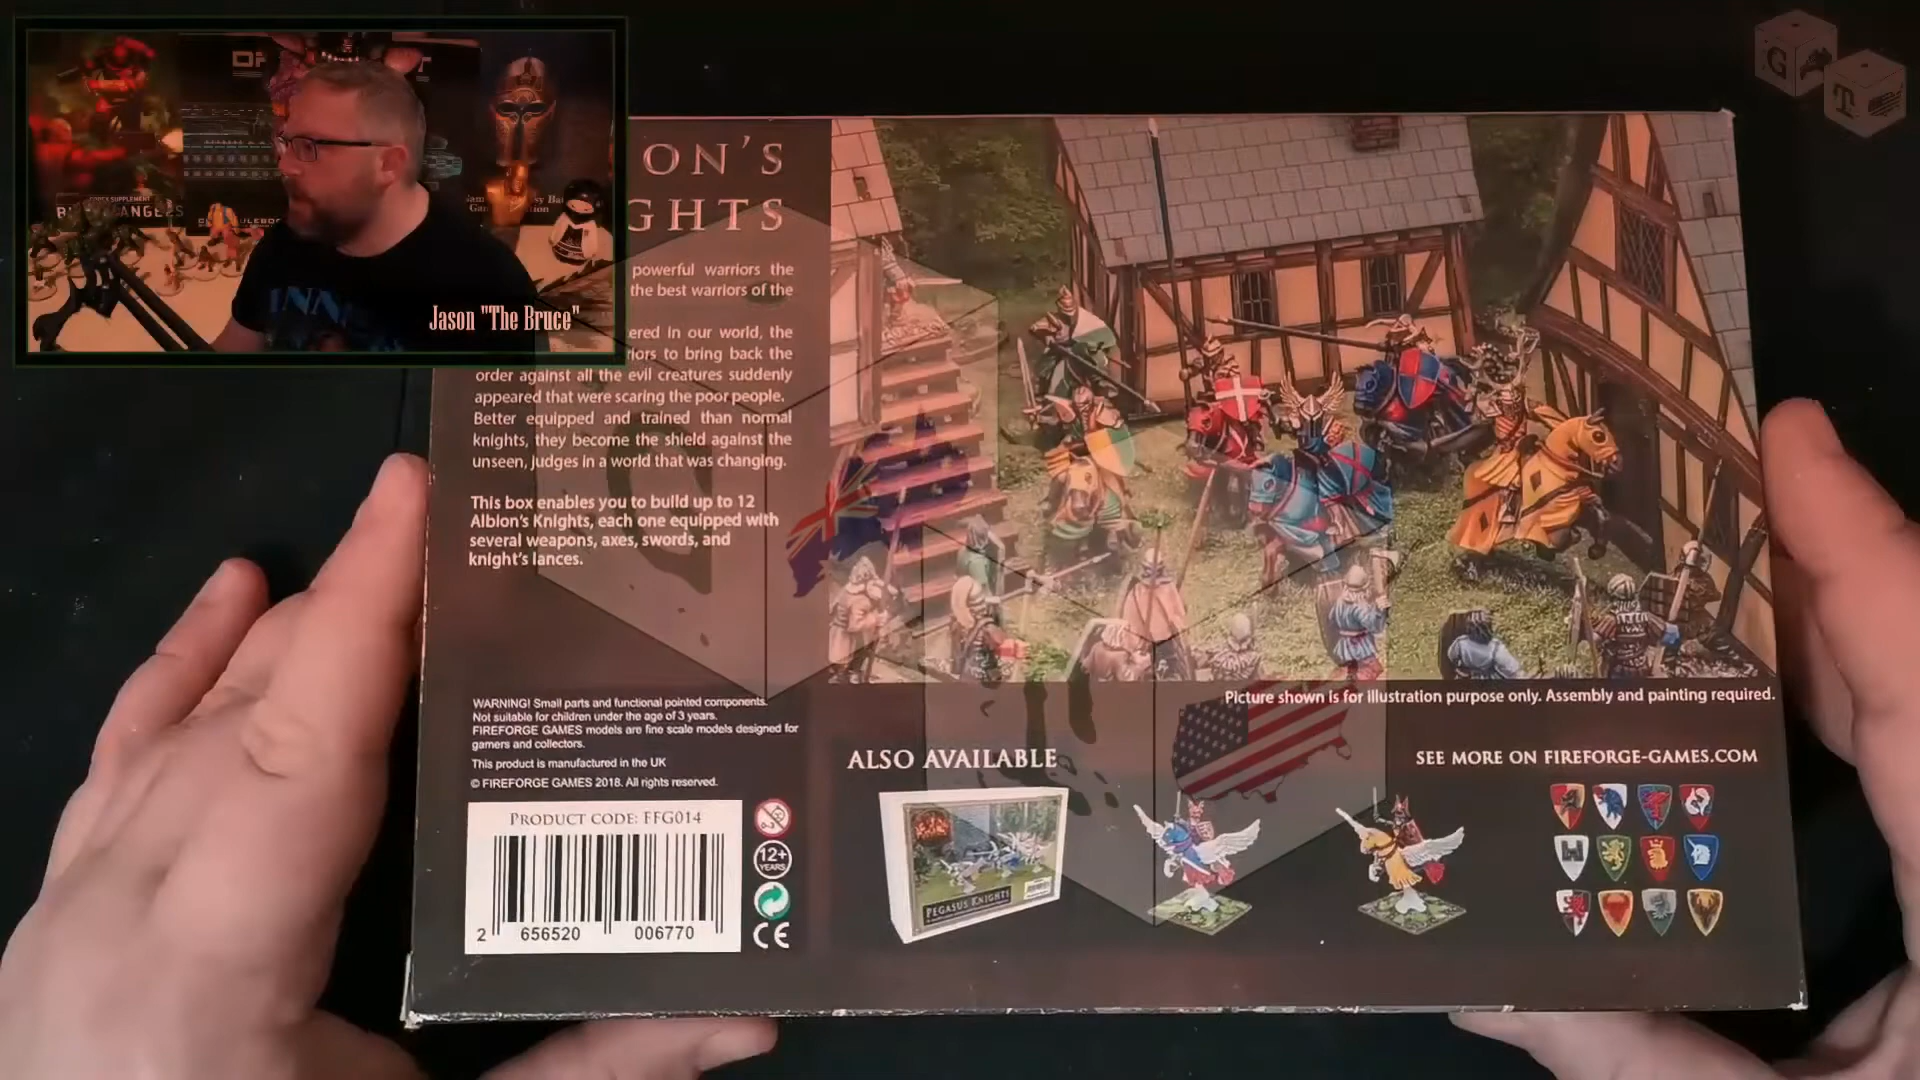 Jason "The Bruce"
ON'S
GHTS
powerful warriors the
the best warriors of the
ered in our world, the
riors to bring back the
order against all the evil creatures suddenly
appeared that were scaring the poor people.
Better equipped and trained than normal
knights, they become the shield against the
unseen, judges in a world that was changing.
This box enables you to build up to 12
Albion's Knights, each one equipped with
several weapons, axes, swords, and
knight's lances.
Picture shown is for illustration purpose only. Assembly and painting required.
WARNING! Small parts and functional pointed components.
Not suitable for children under the age of 3 years.
FIREFORGE GAMES models are fine scale models designed for
gamers and collectors.
This product is manufactured in the UK
© FIREFORGE GAMES 2018. All rights reserved.
PRODUCT CODE: FFG014
2 656520 006770
12+
YEARS
CE
ALSO AVAILABLE
PEGASUS KNIGHTS
SEE MORE ON FIREFORGE-GAMES.COM
G
T